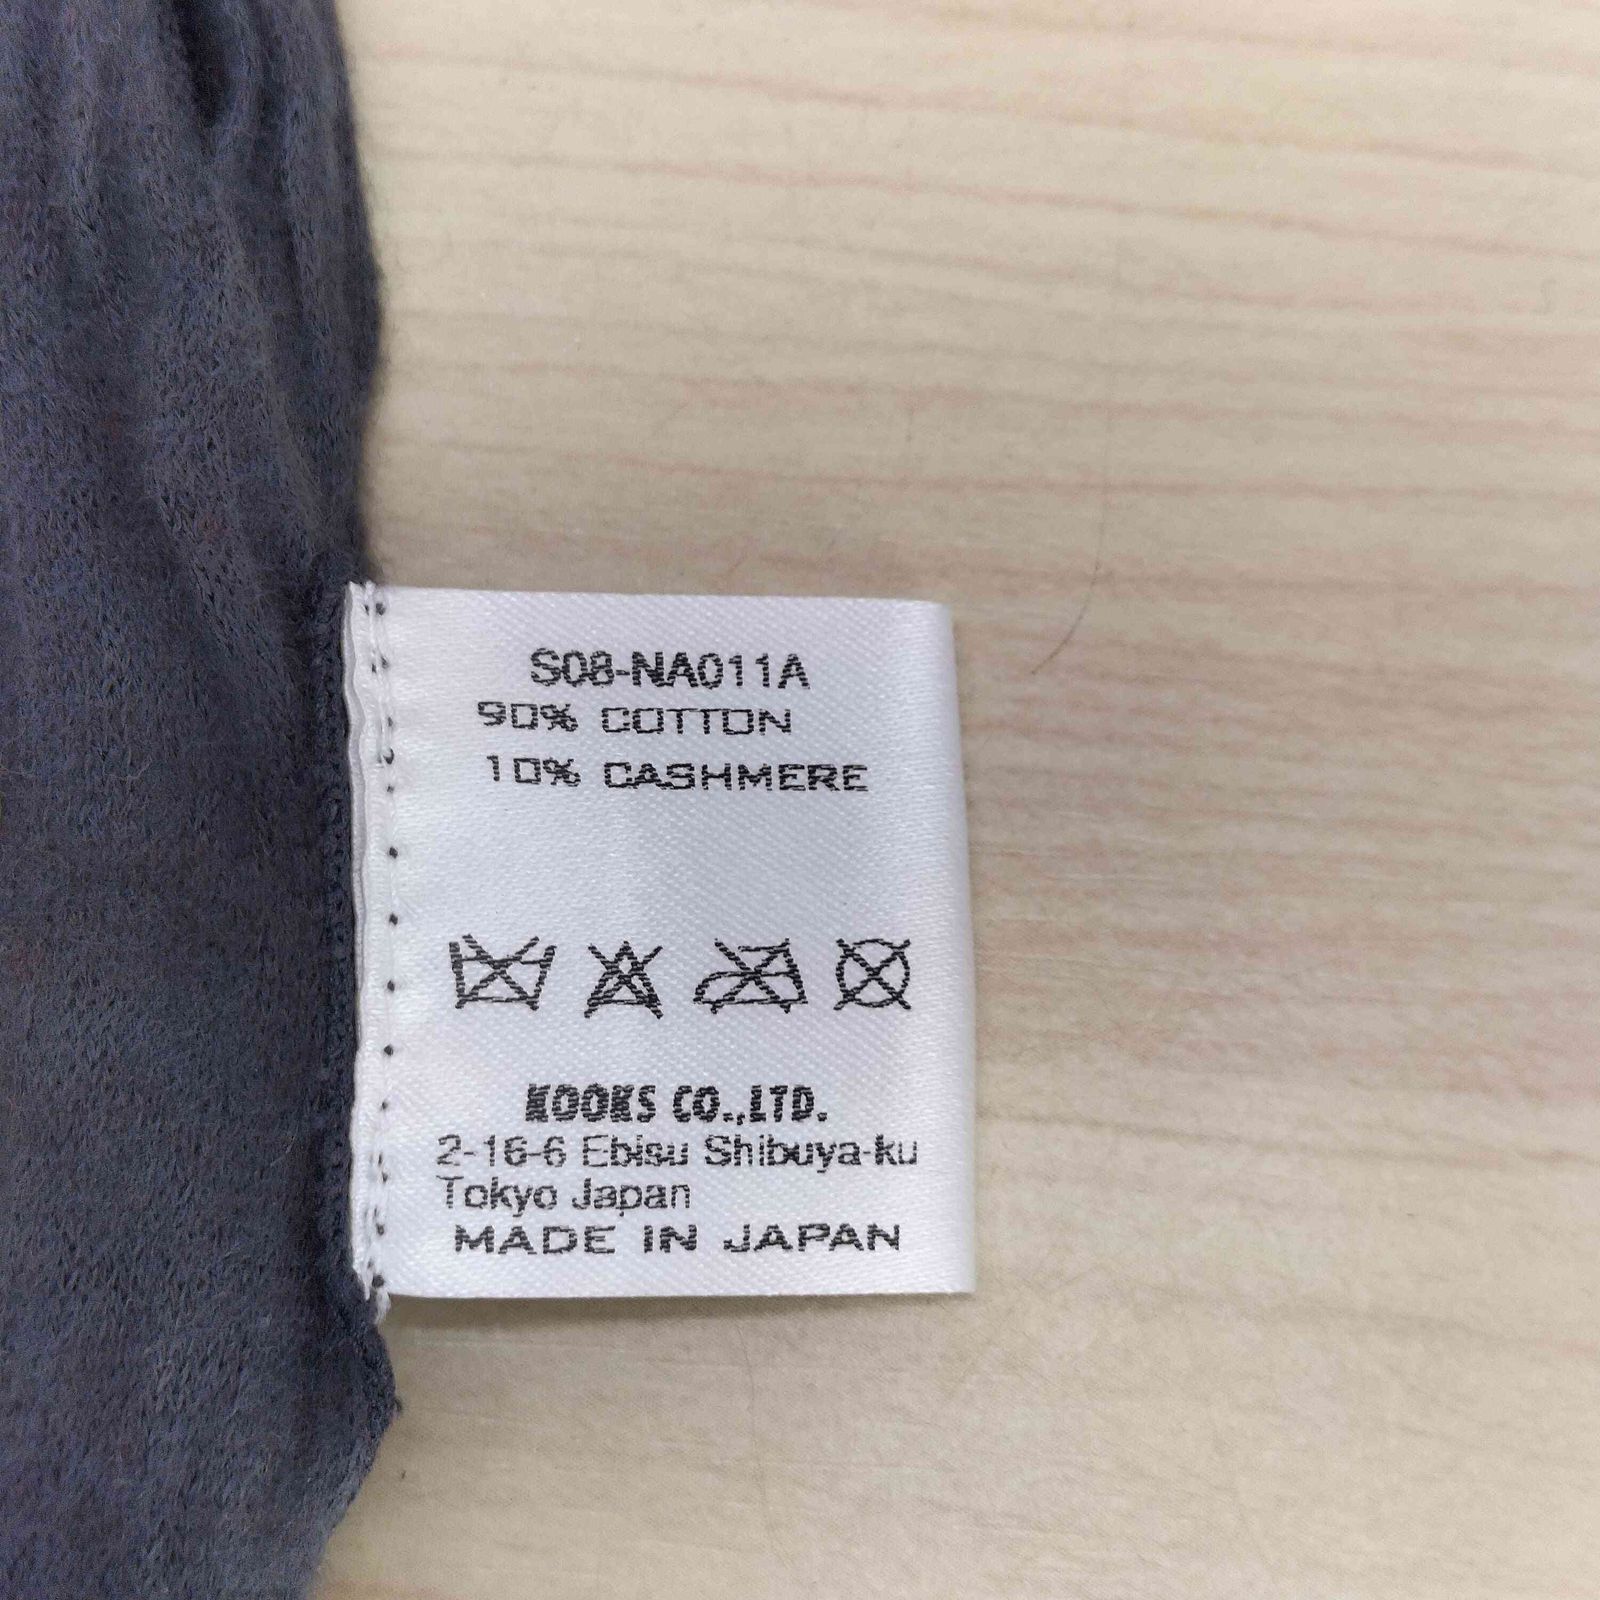 S08-NA011A
90% COTTON
10% CASHMERE
KOOKS CO.,LTD.
2-16-6 Ebisu Shibuya-ku
Tokyo Japan
MADE IN JAPAN